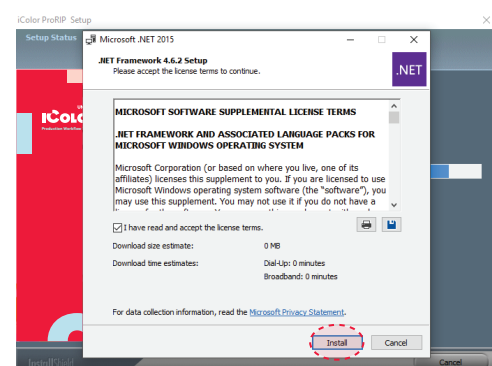 iColor ProRIP Setup
Setup Status
Microsoft .NET 2015
.NET Framework 4.6.2 Setup
Please accept the license terms to continue.
.NET
MICROSOFT SOFTWARE SUPPLEMENTAL LICENSE TERMS
.NET FRAMEWORK AND ASSOCIATED LANGUAGE PACKS FOR
MICROSOFT WINDOWS OPERATING SYSTEM
Microsoft Corporation (or based on where you live, one of its
affiliates) licenses this supplement to you. If you are licensed to use
Microsoft Windows operating system software (the "software"), you
may use this supplement. You may not use it if you do not have a
I have read and accept the license terms.
Download size estimate: 0 MB
Download time estimates: Dial-Up: 0 minutes
Broadband: 0 minutes
For data collection information, read the Microsoft Privacy Statement.
Install Cancel
Production Workflow
InstallShield
Cancel